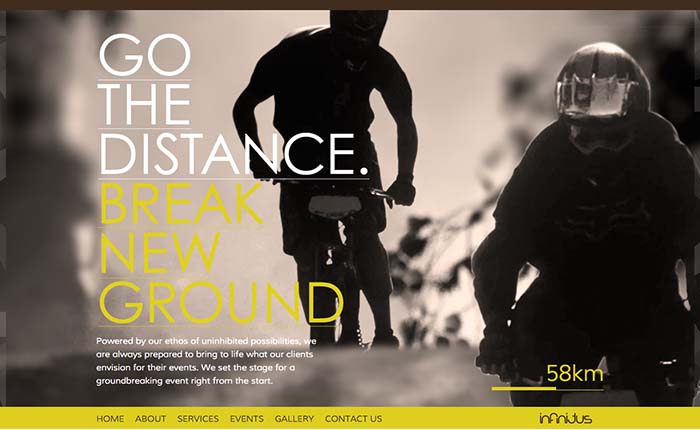 GO
THE
DISTANCE.
BREAK
NEW
GROUND
Powered by our ethos of uninhibited possibilities, we
are always prepared to bring to life what our clients
envision for their events. We set the stage for a
groundbreaking event right from the start.
58km
HOME ABOUT SERVICES EVENTS GALLERY CONTACT US
infinitus